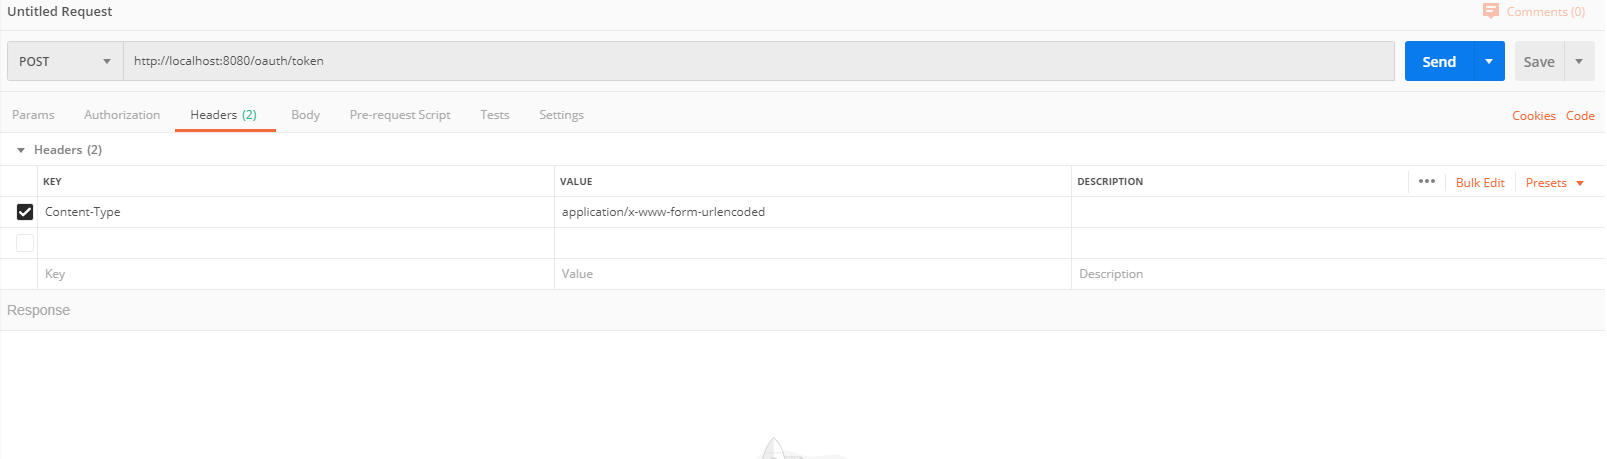 Untitled Request
Comments (0)
POST
http://localhost:8080/oauth/token
Send
Save
Params Authorization Headers (2) Body Pre-request Script Tests Settings Cookies Code
Headers (2)
KEY VALUE DESCRIPTION ••• Bulk Edit Presets
Content-Type application/x-www-form-urlencoded
Key Value Description
Response